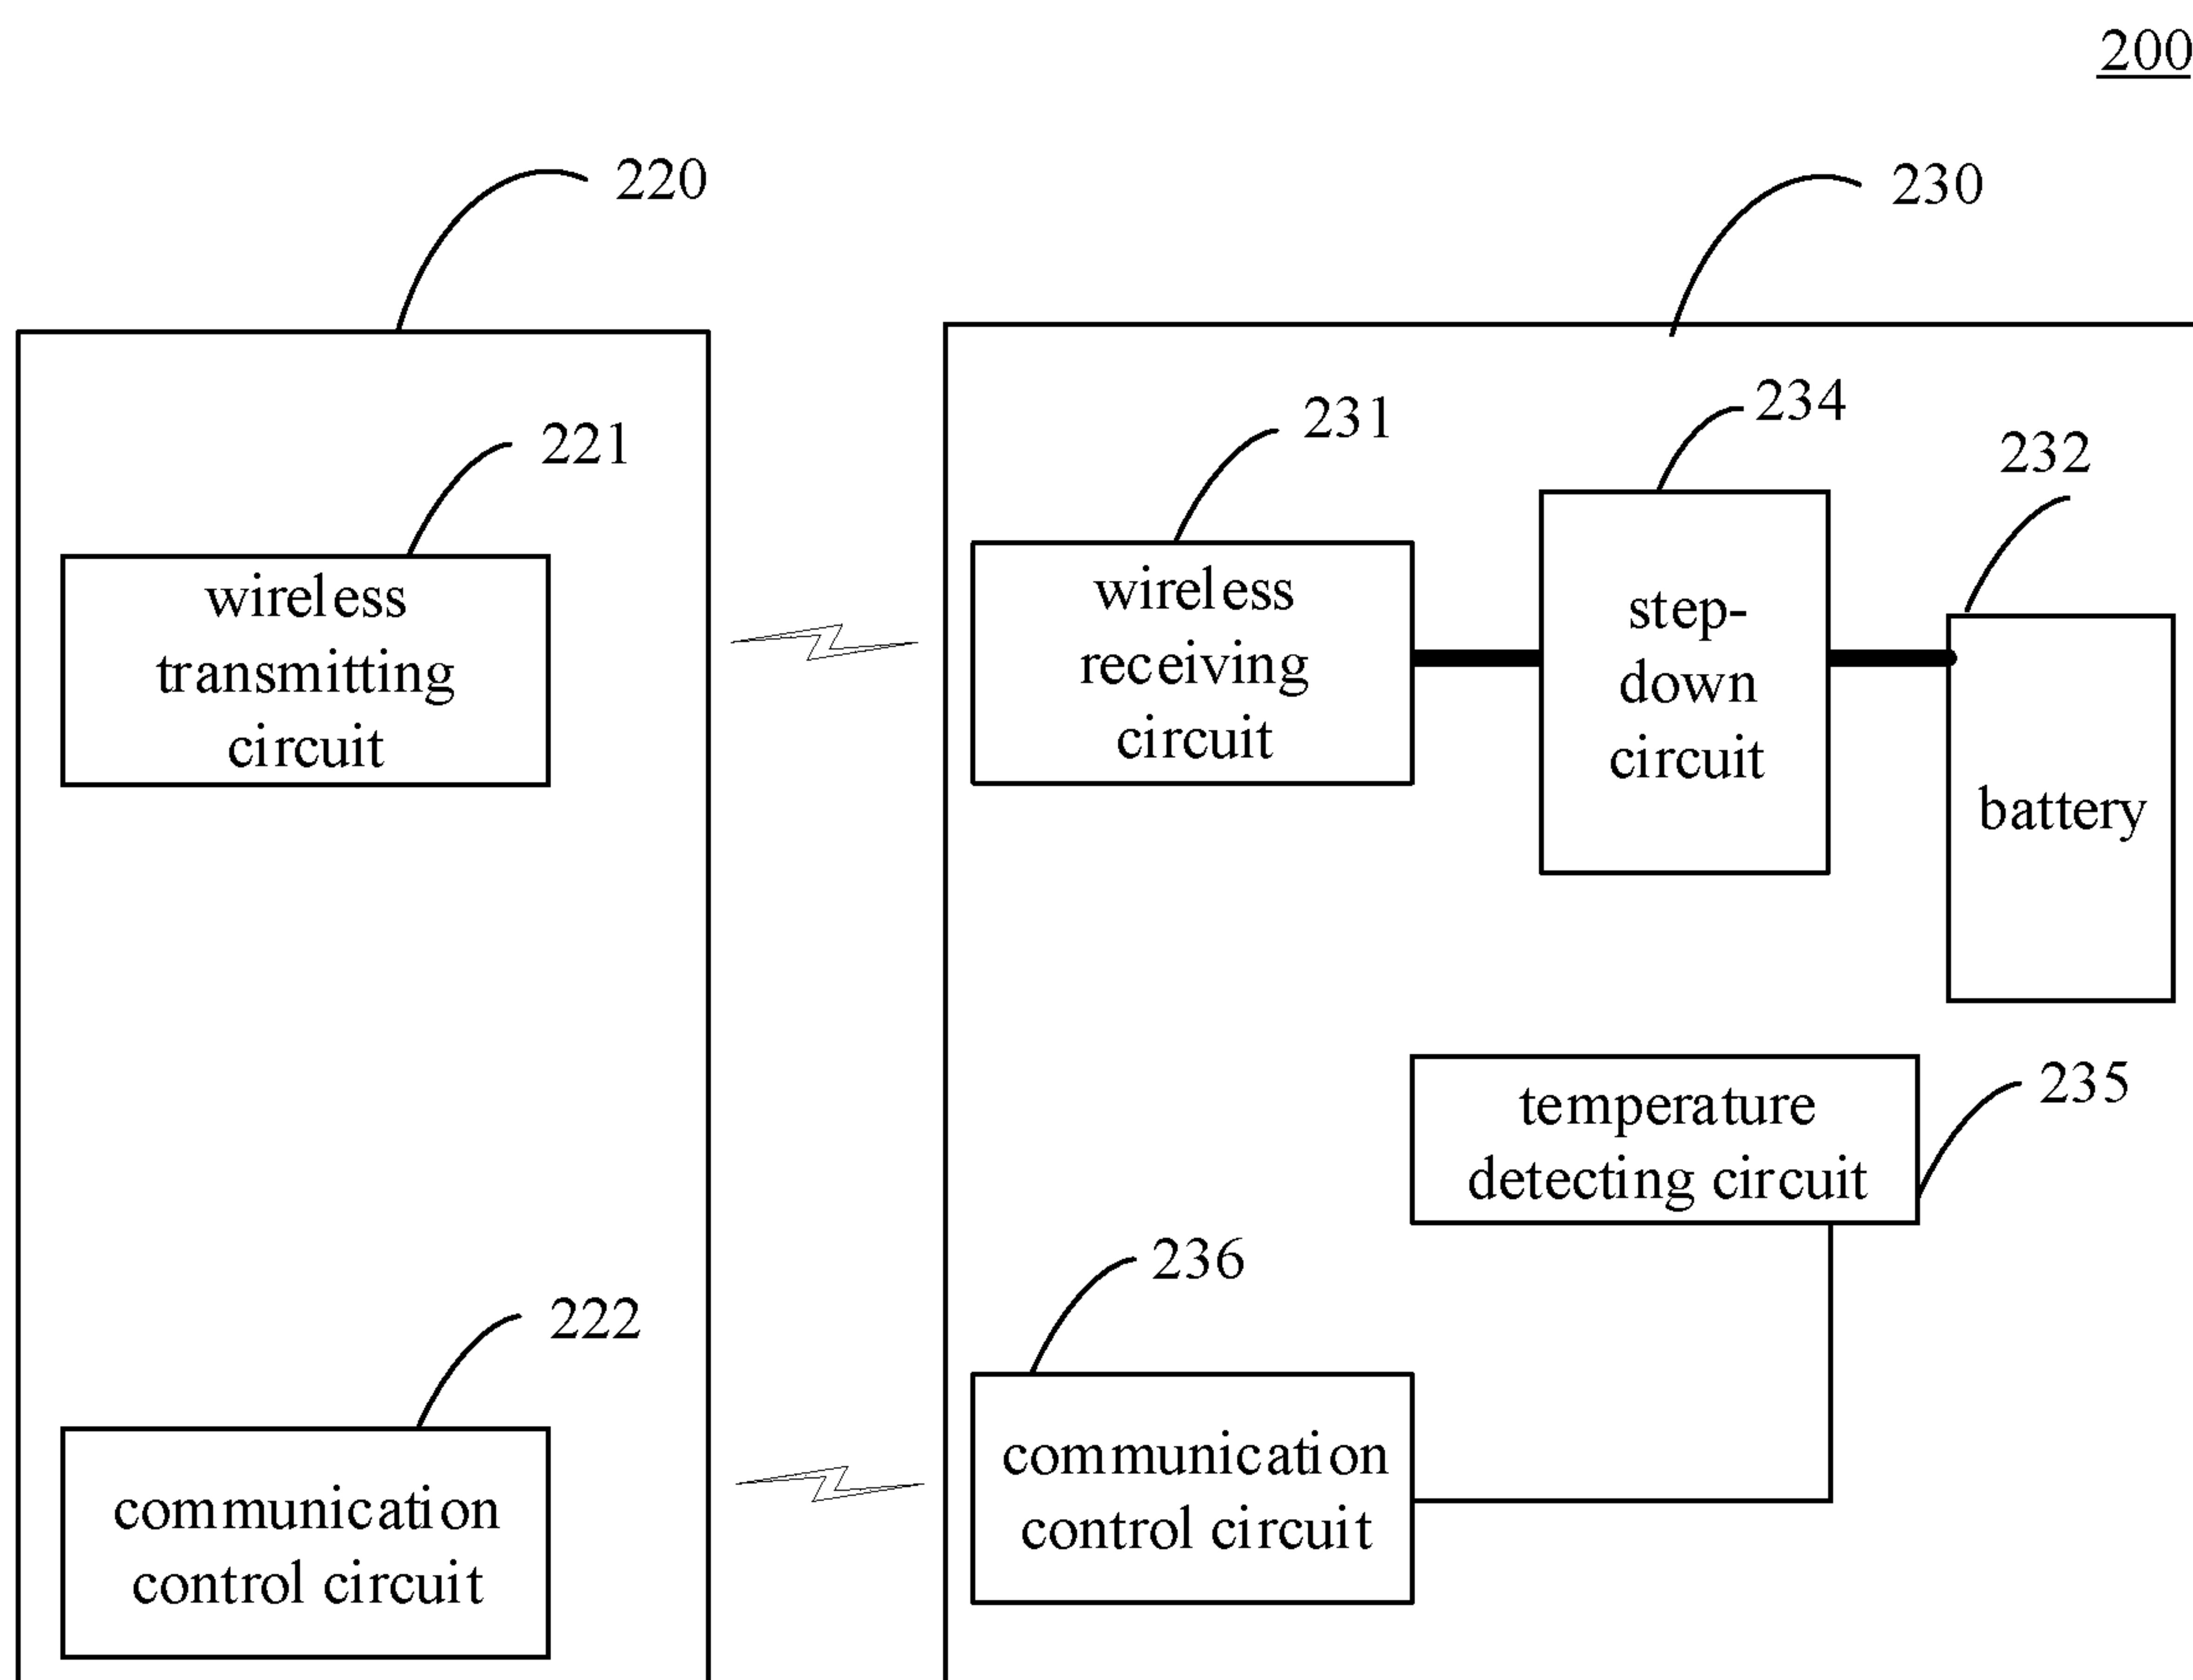 200
220
230
221
231
234
232
wireless
transmitting
circuit
wireless
receiving
circuit
step-
down
circuit
battery
temperature
detecting circuit
235
236
222
communication
control circuit
communication
control circuit